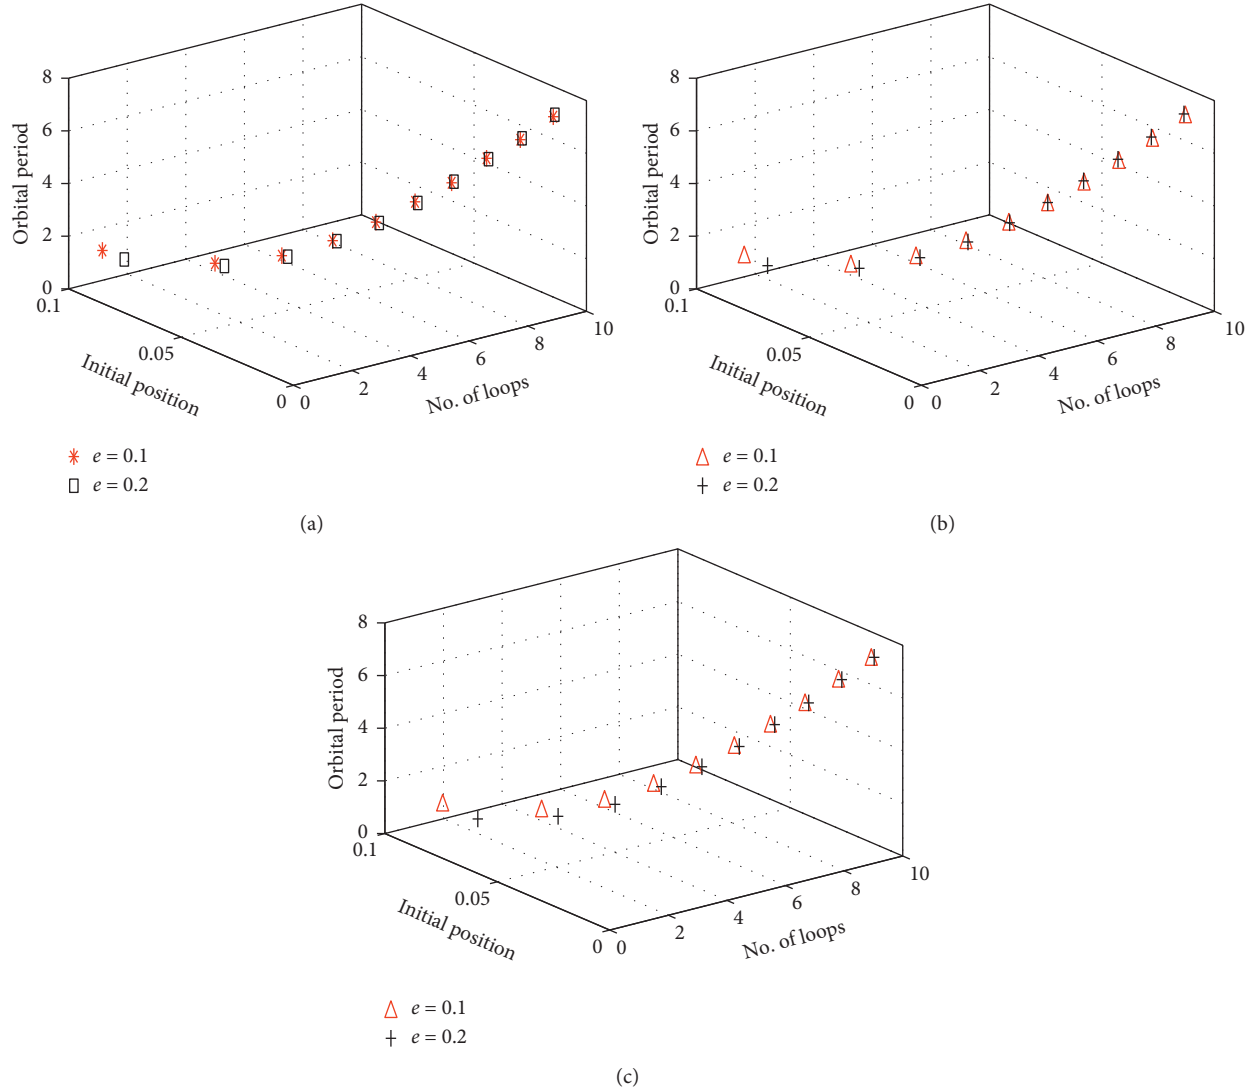 8
6
4
2
0
Orbital period
0.1
0.05
0
Initial position
0
2
4
6
8
10
No. of loops
e = 0.1
e = 0.2
(a)
8
6
4
2
0
Orbital period
0.1
0.05
0
Initial position
0
2
4
6
8
10
No. of loops
e = 0.1
e = 0.2
(b)
8
6
4
2
0
Orbital period
0.1
0.05
0
Initial position
0
2
4
6
8
10
No. of loops
e = 0.1
e = 0.2
(c)